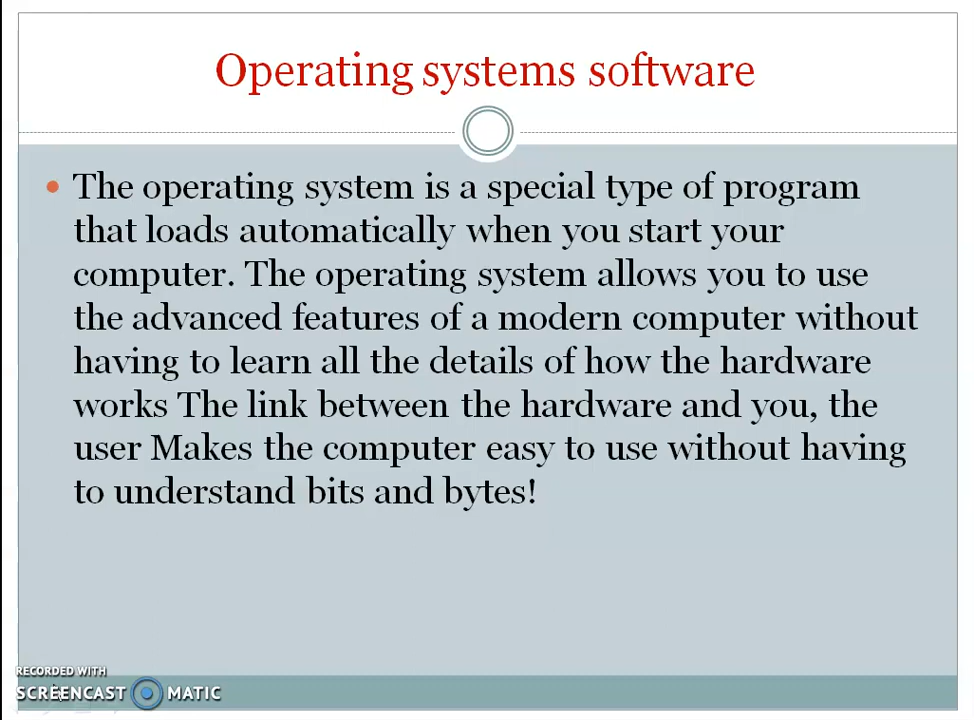 Operating systems software
The operating system is a special type of program
that loads automatically when you start your
computer. The operating system allows you to use
the advanced features of a modern computer without
having to learn all the details of how the hardware
works The link between the hardware and you, the
user Makes the computer easy to use without having
to understand bits and bytes!
RECORDED WITH
SCREENCAST MATIC